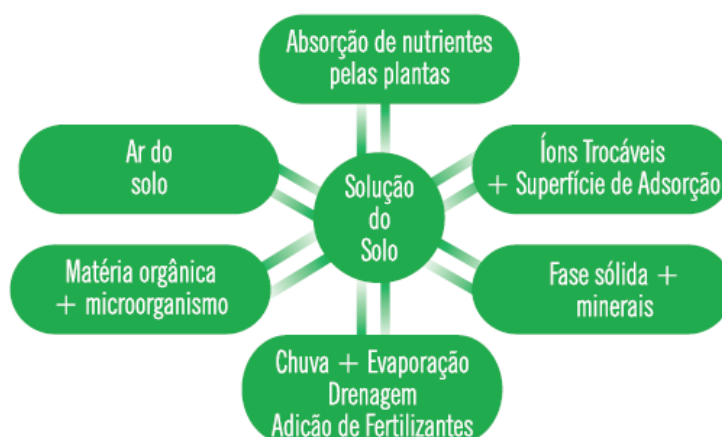 Absorção de nutrientes
pelas plantas
Ar do
solo
Solução
do
Solo
Íons Trocáveis
+ Superfície de Adsorção
Matéria orgânica
+ microorganismo
Fase sólida +
minerais
Chuva + Evaporação
Drenagem
Adição de Fertilizantes